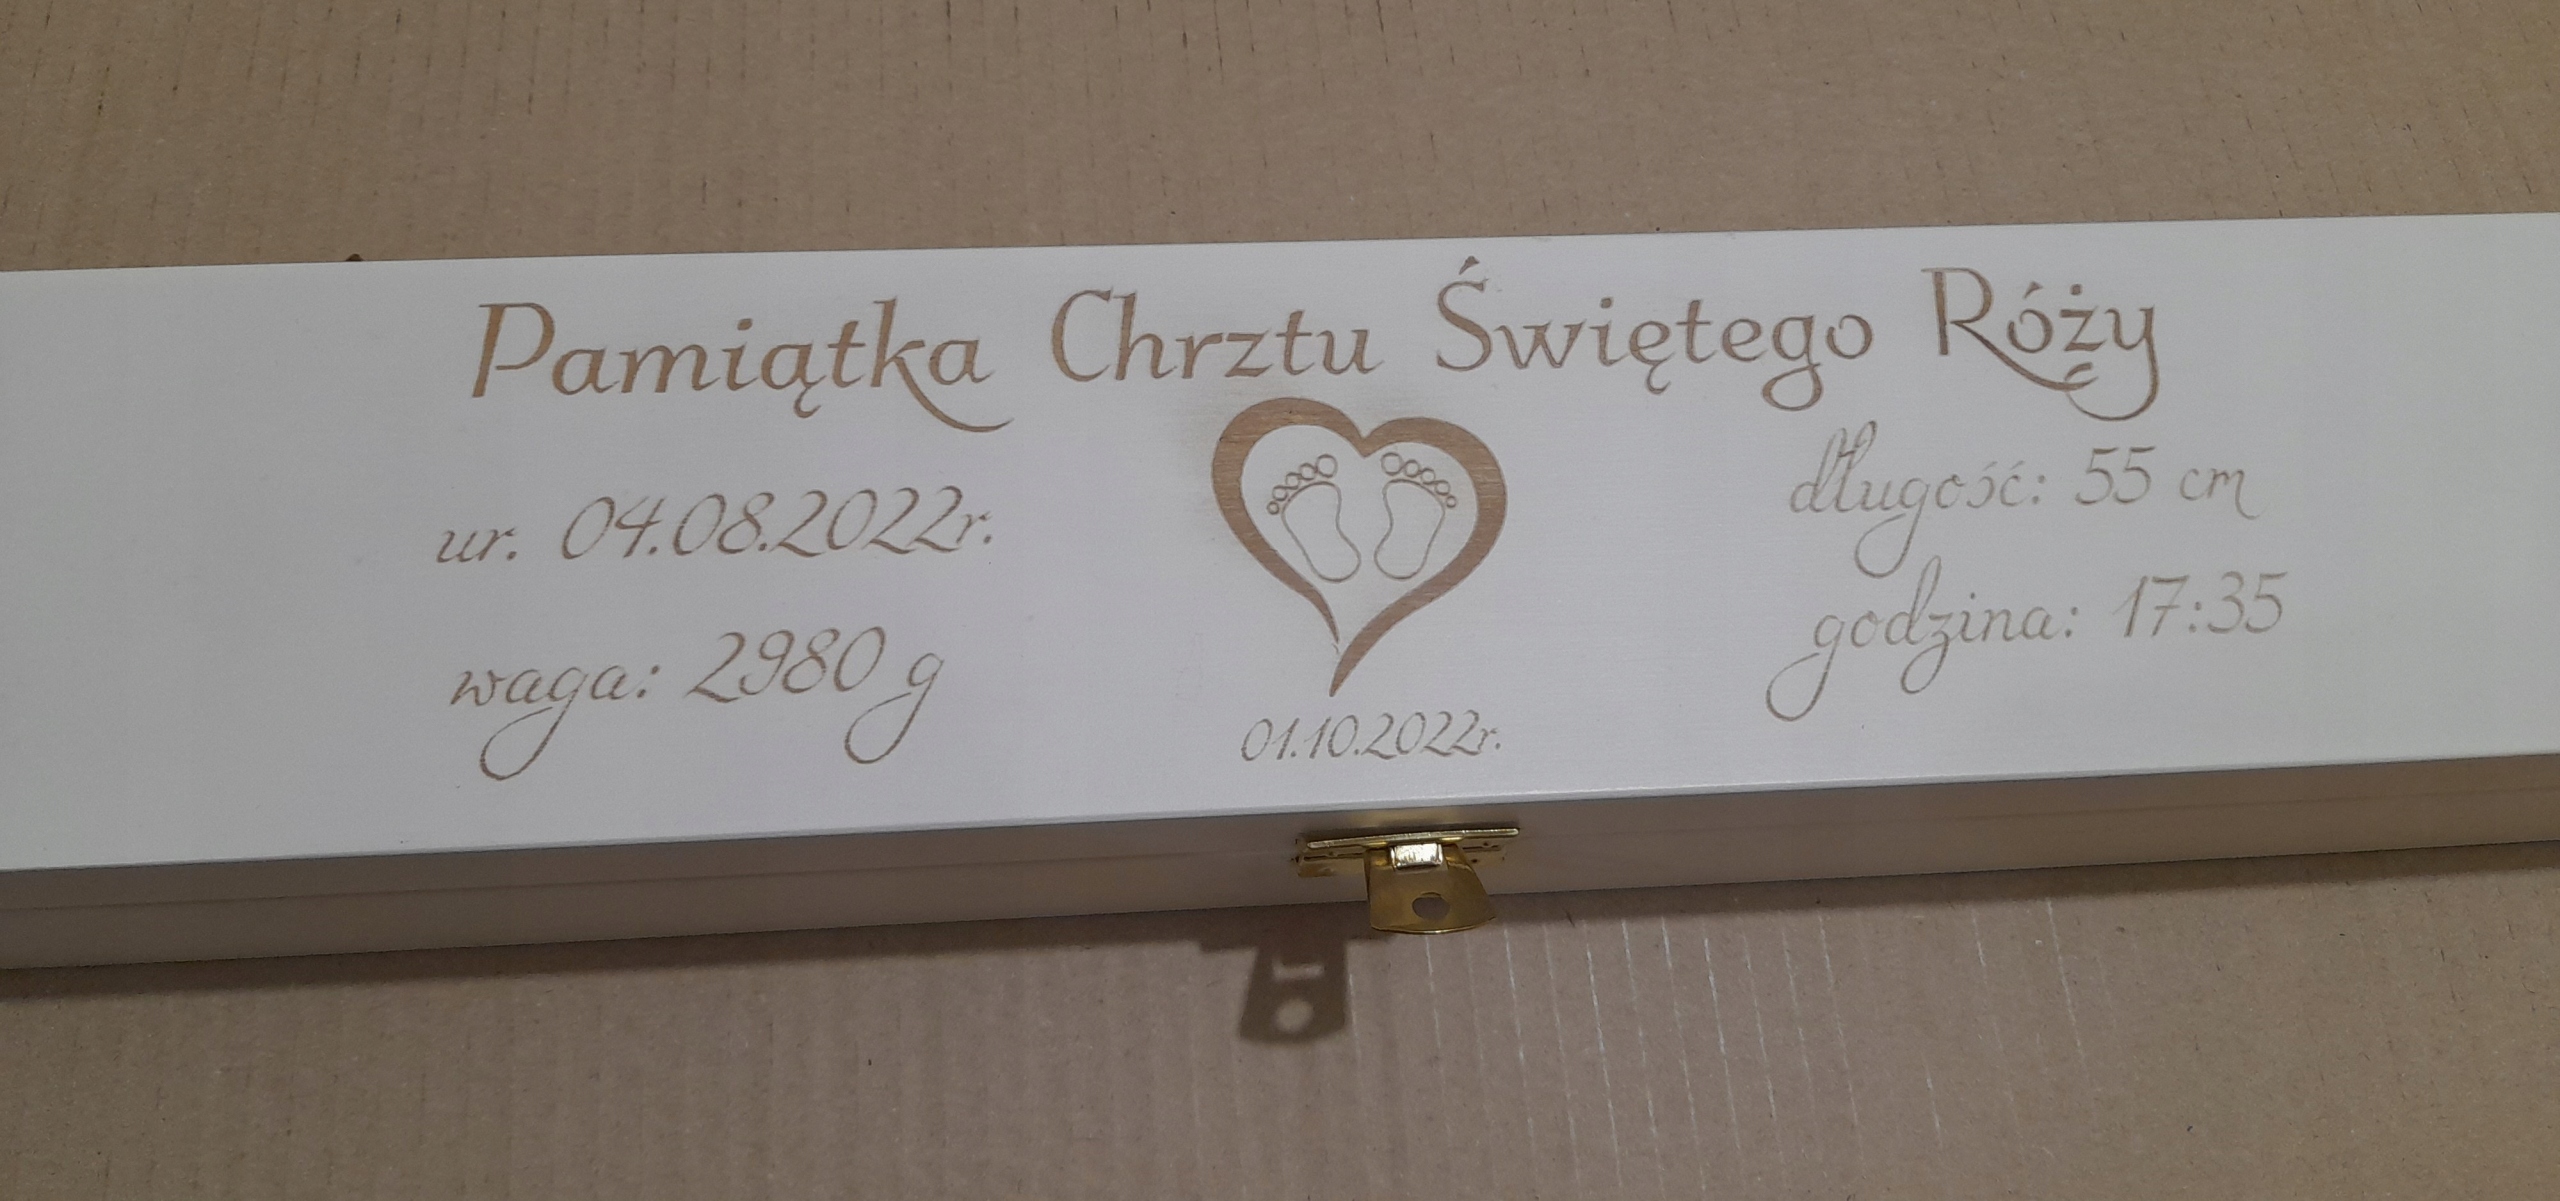 Pamiątka Chrztu Świętego Róży
ur. 04.08.2022r.
waga: 2980 g
01.10.2022r.
długość: 55 cm
godzina: 17:35